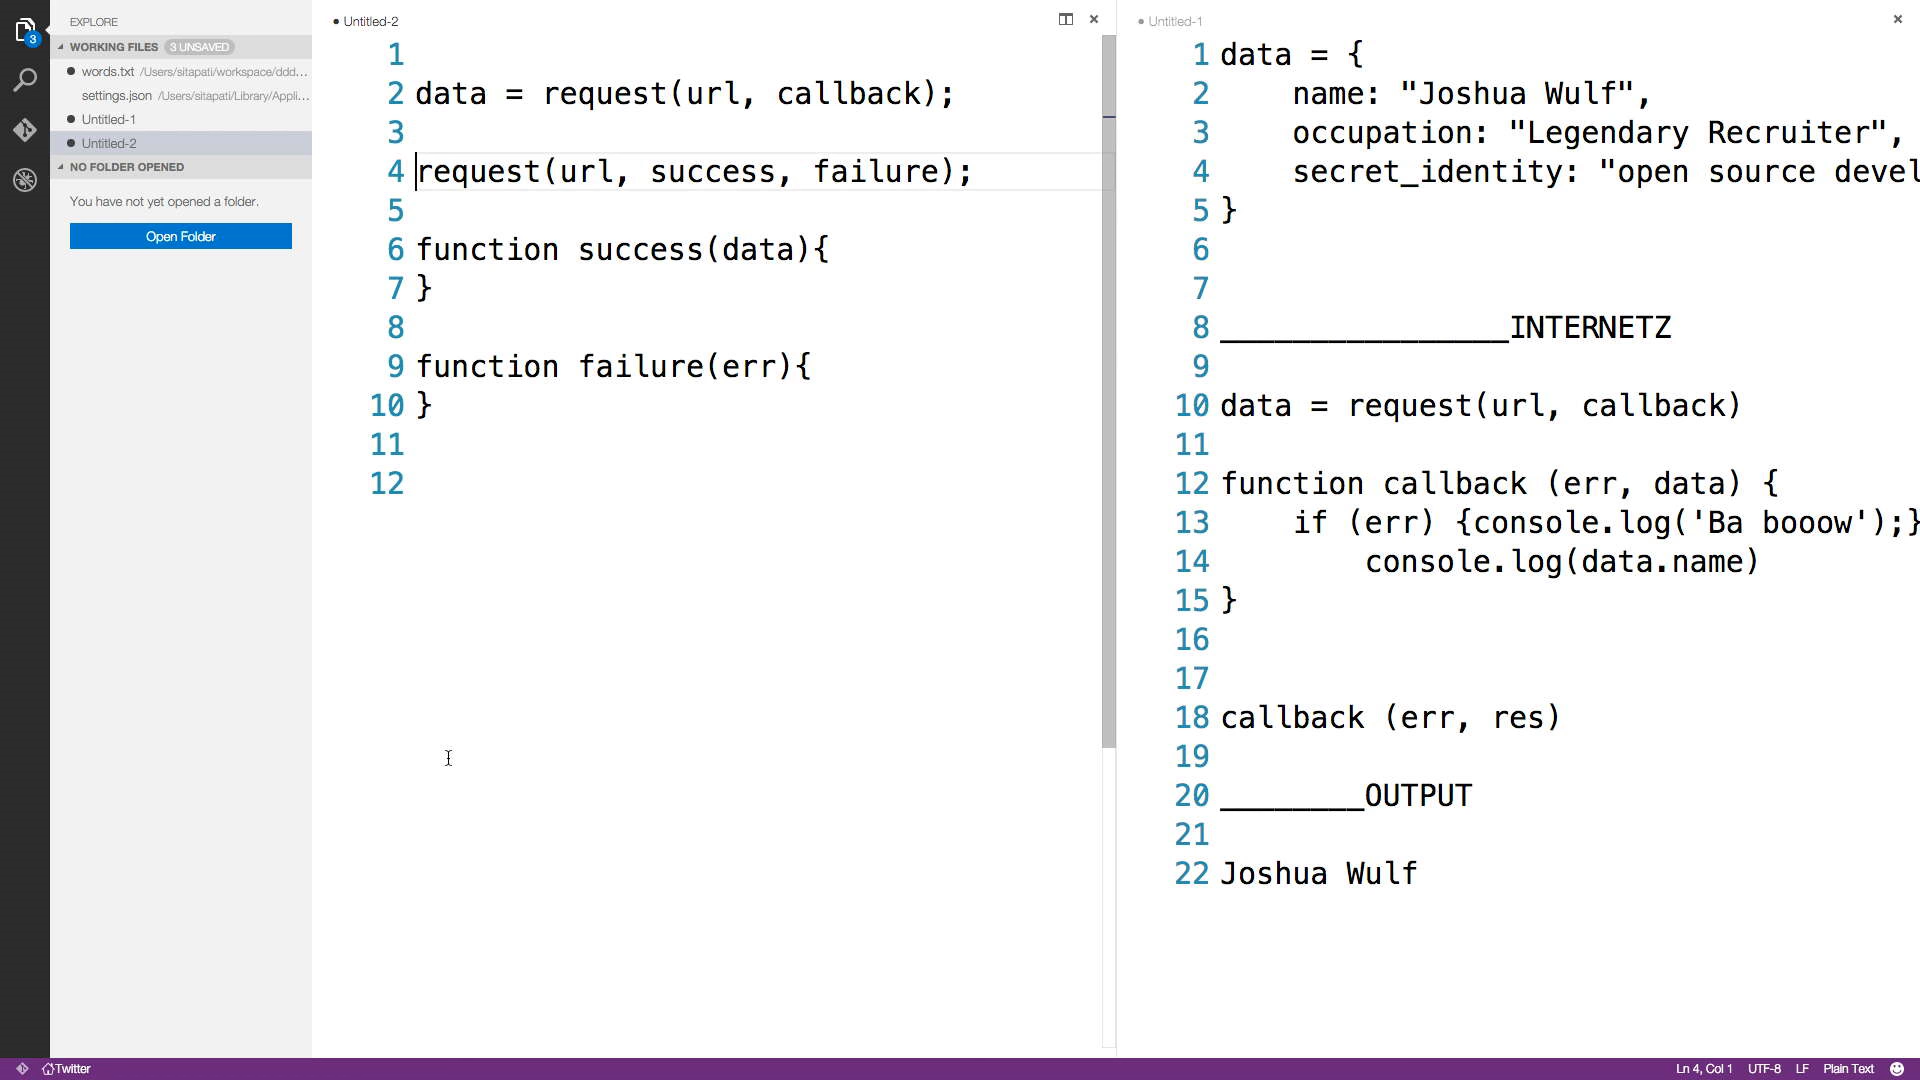 EXPLORE
WORKING FILES 3 UNSAVED
words.txt /Users/sitapati/workspace/ddd...
settings.json /Users/sitapati/Library/Appli...
Untitled-1
Untitled-2
NO FOLDER OPENED
You have not yet opened a folder.
Open Folder
3
Untitled-2
1
2 data = request(url, callback);
3
4 request(url, success, failure);
5
6 function success(data){
7 }
8
9 function failure(err){
10 }
11
12
Untitled-1
1 data = {
2 name: "Joshua Wulf",
3 occupation: "Legendary Recruiter",
4 secret_identity: "open source devel
5 }
6
7
8 ________________INTERNETZ
9
10 data = request(url, callback)
11
12 function callback (err, data) {
13 if (err) {console.log('Ba booow');}
14 console.log(data.name)
15 }
16
17
18 callback (err, res)
19
20 ________OUTPUT
21
22 Joshua Wulf
Twitter
Ln 4, Col 1 UTF-8 LF Plain Text